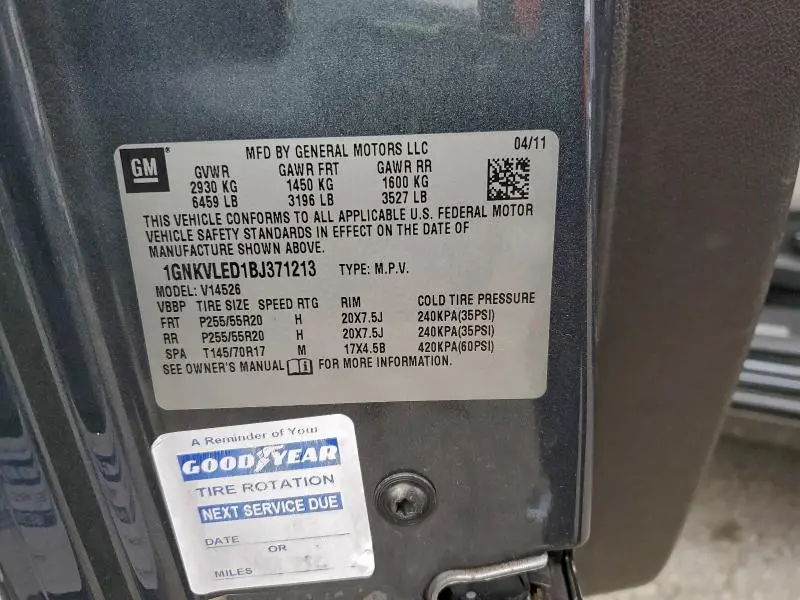 GM
MFD BY GENERAL MOTORS LLC 04/11
GVWR GAWR FRT GAWR RR
2930 KG 1450 KG 1600 KG
6459 LB 3196 LB 3527 LB
THIS VEHICLE CONFORMS TO ALL APPLICABLE U.S. FEDERAL MOTOR
VEHICLE SAFETY STANDARDS IN EFFECT ON THE DATE OF
MANUFACTURE SHOWN ABOVE.
1GNKVLED1BJ371213 TYPE: M.P.V.
MODEL: V14526
VBBP TIRE SIZE SPEED RTG RIM COLD TIRE PRESSURE
FRT P255/55R20 H 20X7.5J 240KPA(35PSI)
RR P255/55R20 H 20X7.5J 240KPA(35PSI)
SPA T145/70R17 M 17X4.5B 420KPA(60PSI)
SEE OWNER'S MANUAL FOR MORE INFORMATION.
A Reminder of Your
GOODYEAR
TIRE ROTATION
NEXT SERVICE DUE
DATE
OR
MILES